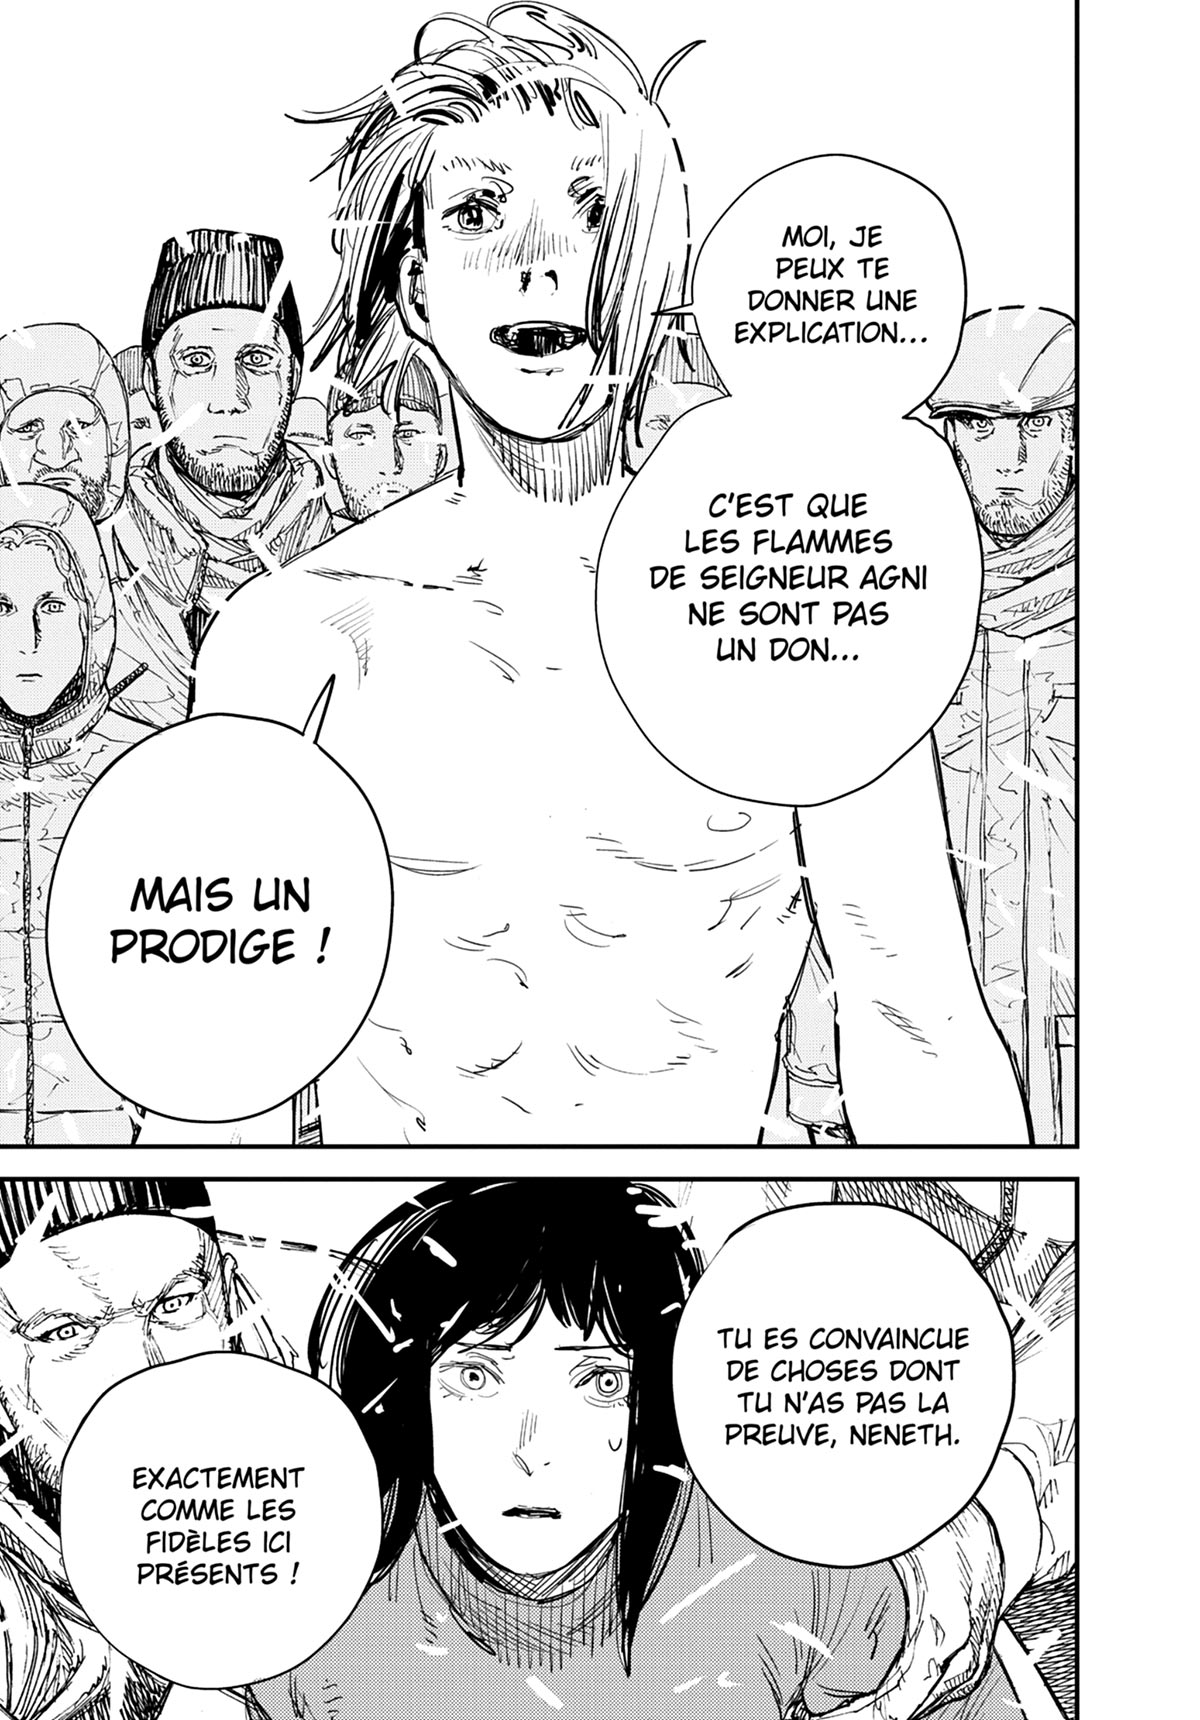 MOI, JE
PEUX TE
DONNER UNE
EXPLICATION...
C'EST QUE
LES FLAMMES
DE SEIGNEUR AGNI
NE SONT PAS
UN DON...
MAIS UN
PRODIGE !
TU ES CONVAINCUE
DE CHOSES DONT
TU N'AS PAS LA
PREUVE, NENETH.
EXACTEMENT
COMME LES
FIDÈLES ICI
PRÉSENTS !